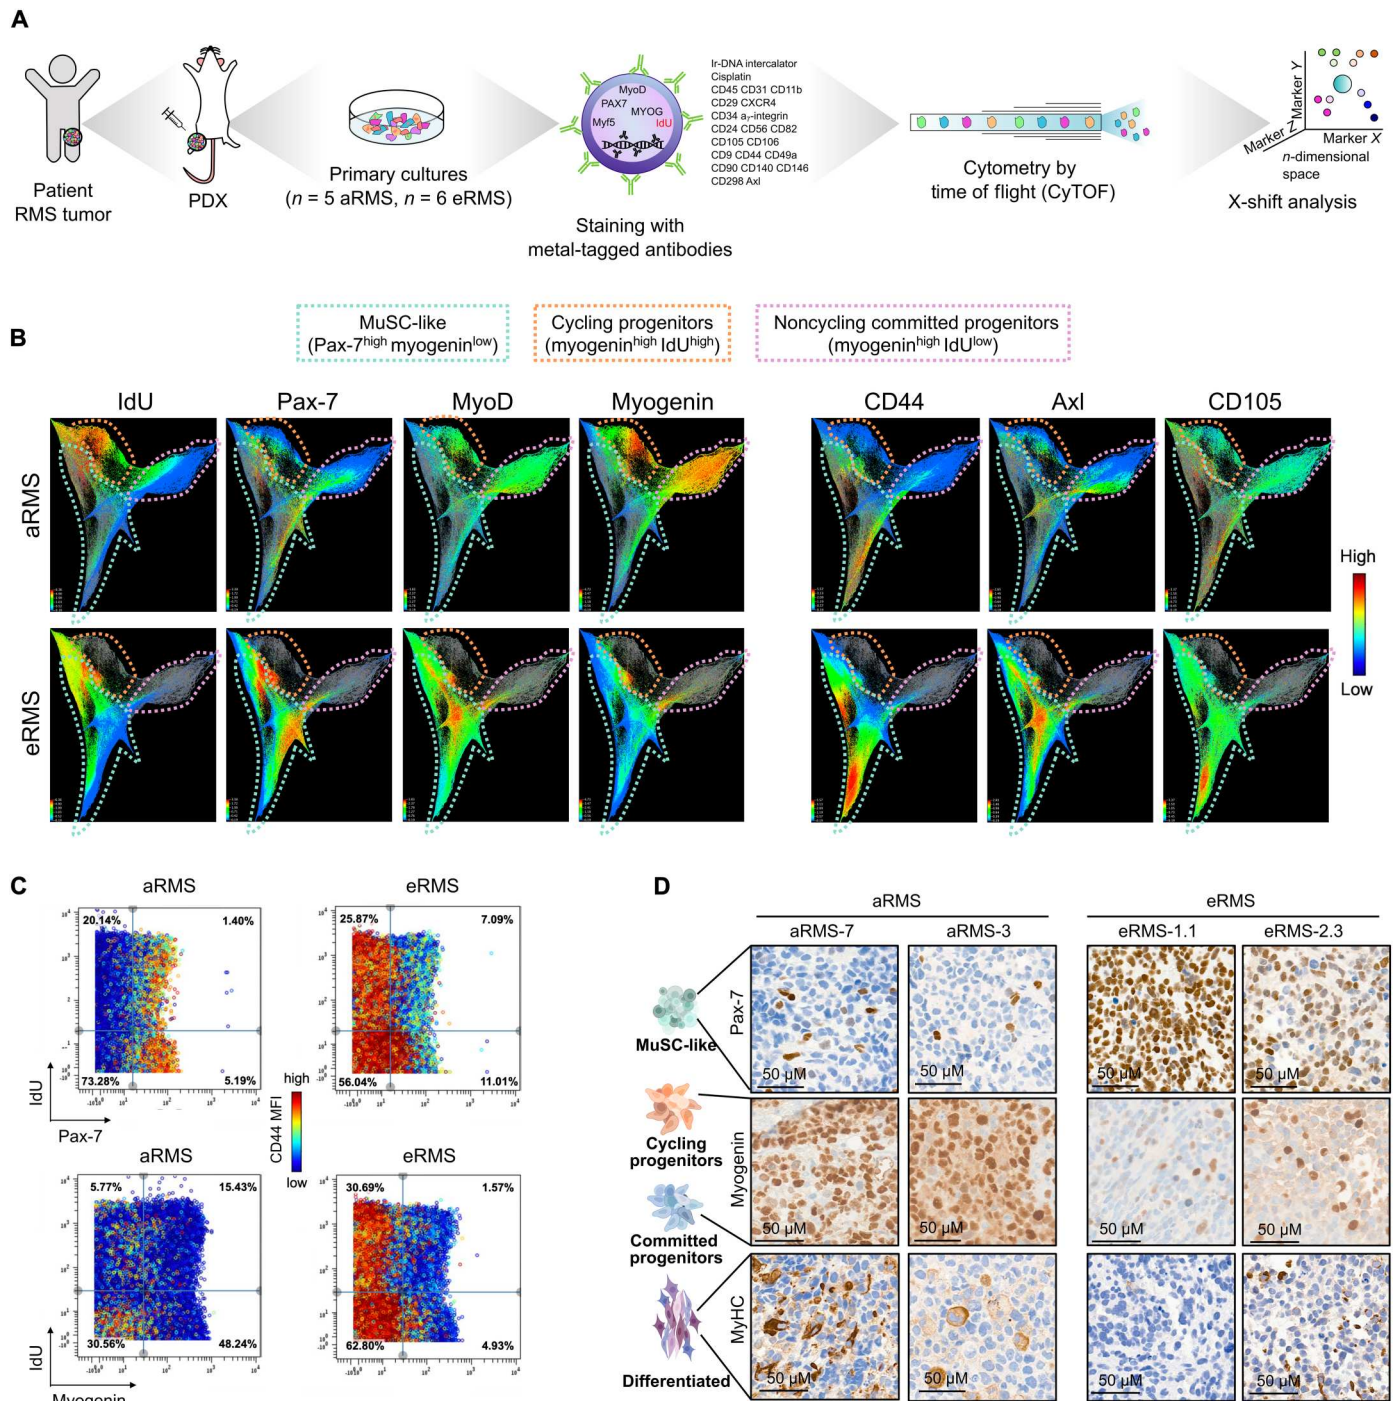 A
Patient
RMS tumor
PDX
Primary cultures
(n = 5 aRMS, n = 6 eRMS)
MyoD
PAX7
MYOG
Myf5
IdU
Ir-DNA intercalator
Cisplatin
CD45 CD31 CD11b
CD29 CXCR4
CD34 α₇-integrin
CD24 CD56 CD82
CD105 CD106
CD9 CD44 CD49a
CD90 CD140 CD146
CD298 Axl
Staining with
metal-tagged antibodies
Cytometry by
time of flight (CyTOF)
Marker Y
Marker Z
Marker X
n-dimensional
space
X-shift analysis
B
MuSC-like
(Pax-7high myogeninlow)
Cycling progenitors
(myogeninhigh IdUhigh)
Noncycling committed progenitors
(myogeninhigh IdUlow)
IdU Pax-7 MyoD Myogenin CD44 Axl CD105
aRMS
eRMS
High
Low
C
aRMS
20.14% 1.40%
73.28% 5.19%
eRMS
25.87% 7.09%
56.04% 11.01%
IdU
Pax-7
high
CD44 MFI
low
aRMS
5.77% 15.43%
30.56% 48.24%
eRMS
30.69% 1.57%
62.80% 4.93%
IdU
Myogenin
D
aRMS eRMS
aRMS-7 aRMS-3 eRMS-1.1 eRMS-2.3
MuSC-like
Pax-7
50 µM 50 µM 50 µM 50 µM
Cycling
progenitors
Myogenin
50 µM 50 µM 50 µM 50 µM
Committed
progenitors
MyHC
50 µM 50 µM 50 µM 50 µM
Differentiated